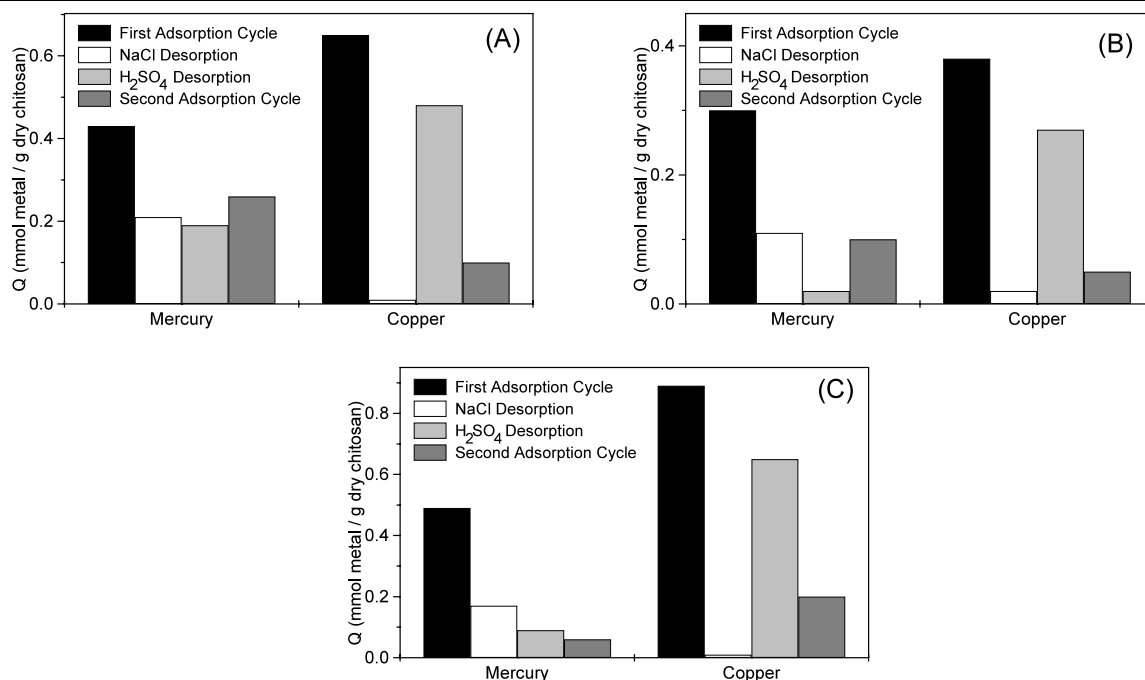 (A)
First Adsorption Cycle
NaCl Desorption
H2SO4 Desorption
Second Adsorption Cycle
Q (mmol metal / g dry chitosan)
0.6
0.4
0.2
0.0
Mercury Copper
(B)
First Adsorption Cycle
NaCl Desorption
H2SO4 Desorption
Second Adsorption Cycle
Q (mmol metal / g dry chitosan)
0.4
0.2
0.0
Mercury Copper
(C)
First Adsorption Cycle
NaCl Desorption
H2SO4 Desorption
Second Adsorption Cycle
Q (mmol metal / g dry chitosan)
0.8
0.6
0.4
0.2
0.0
Mercury Copper